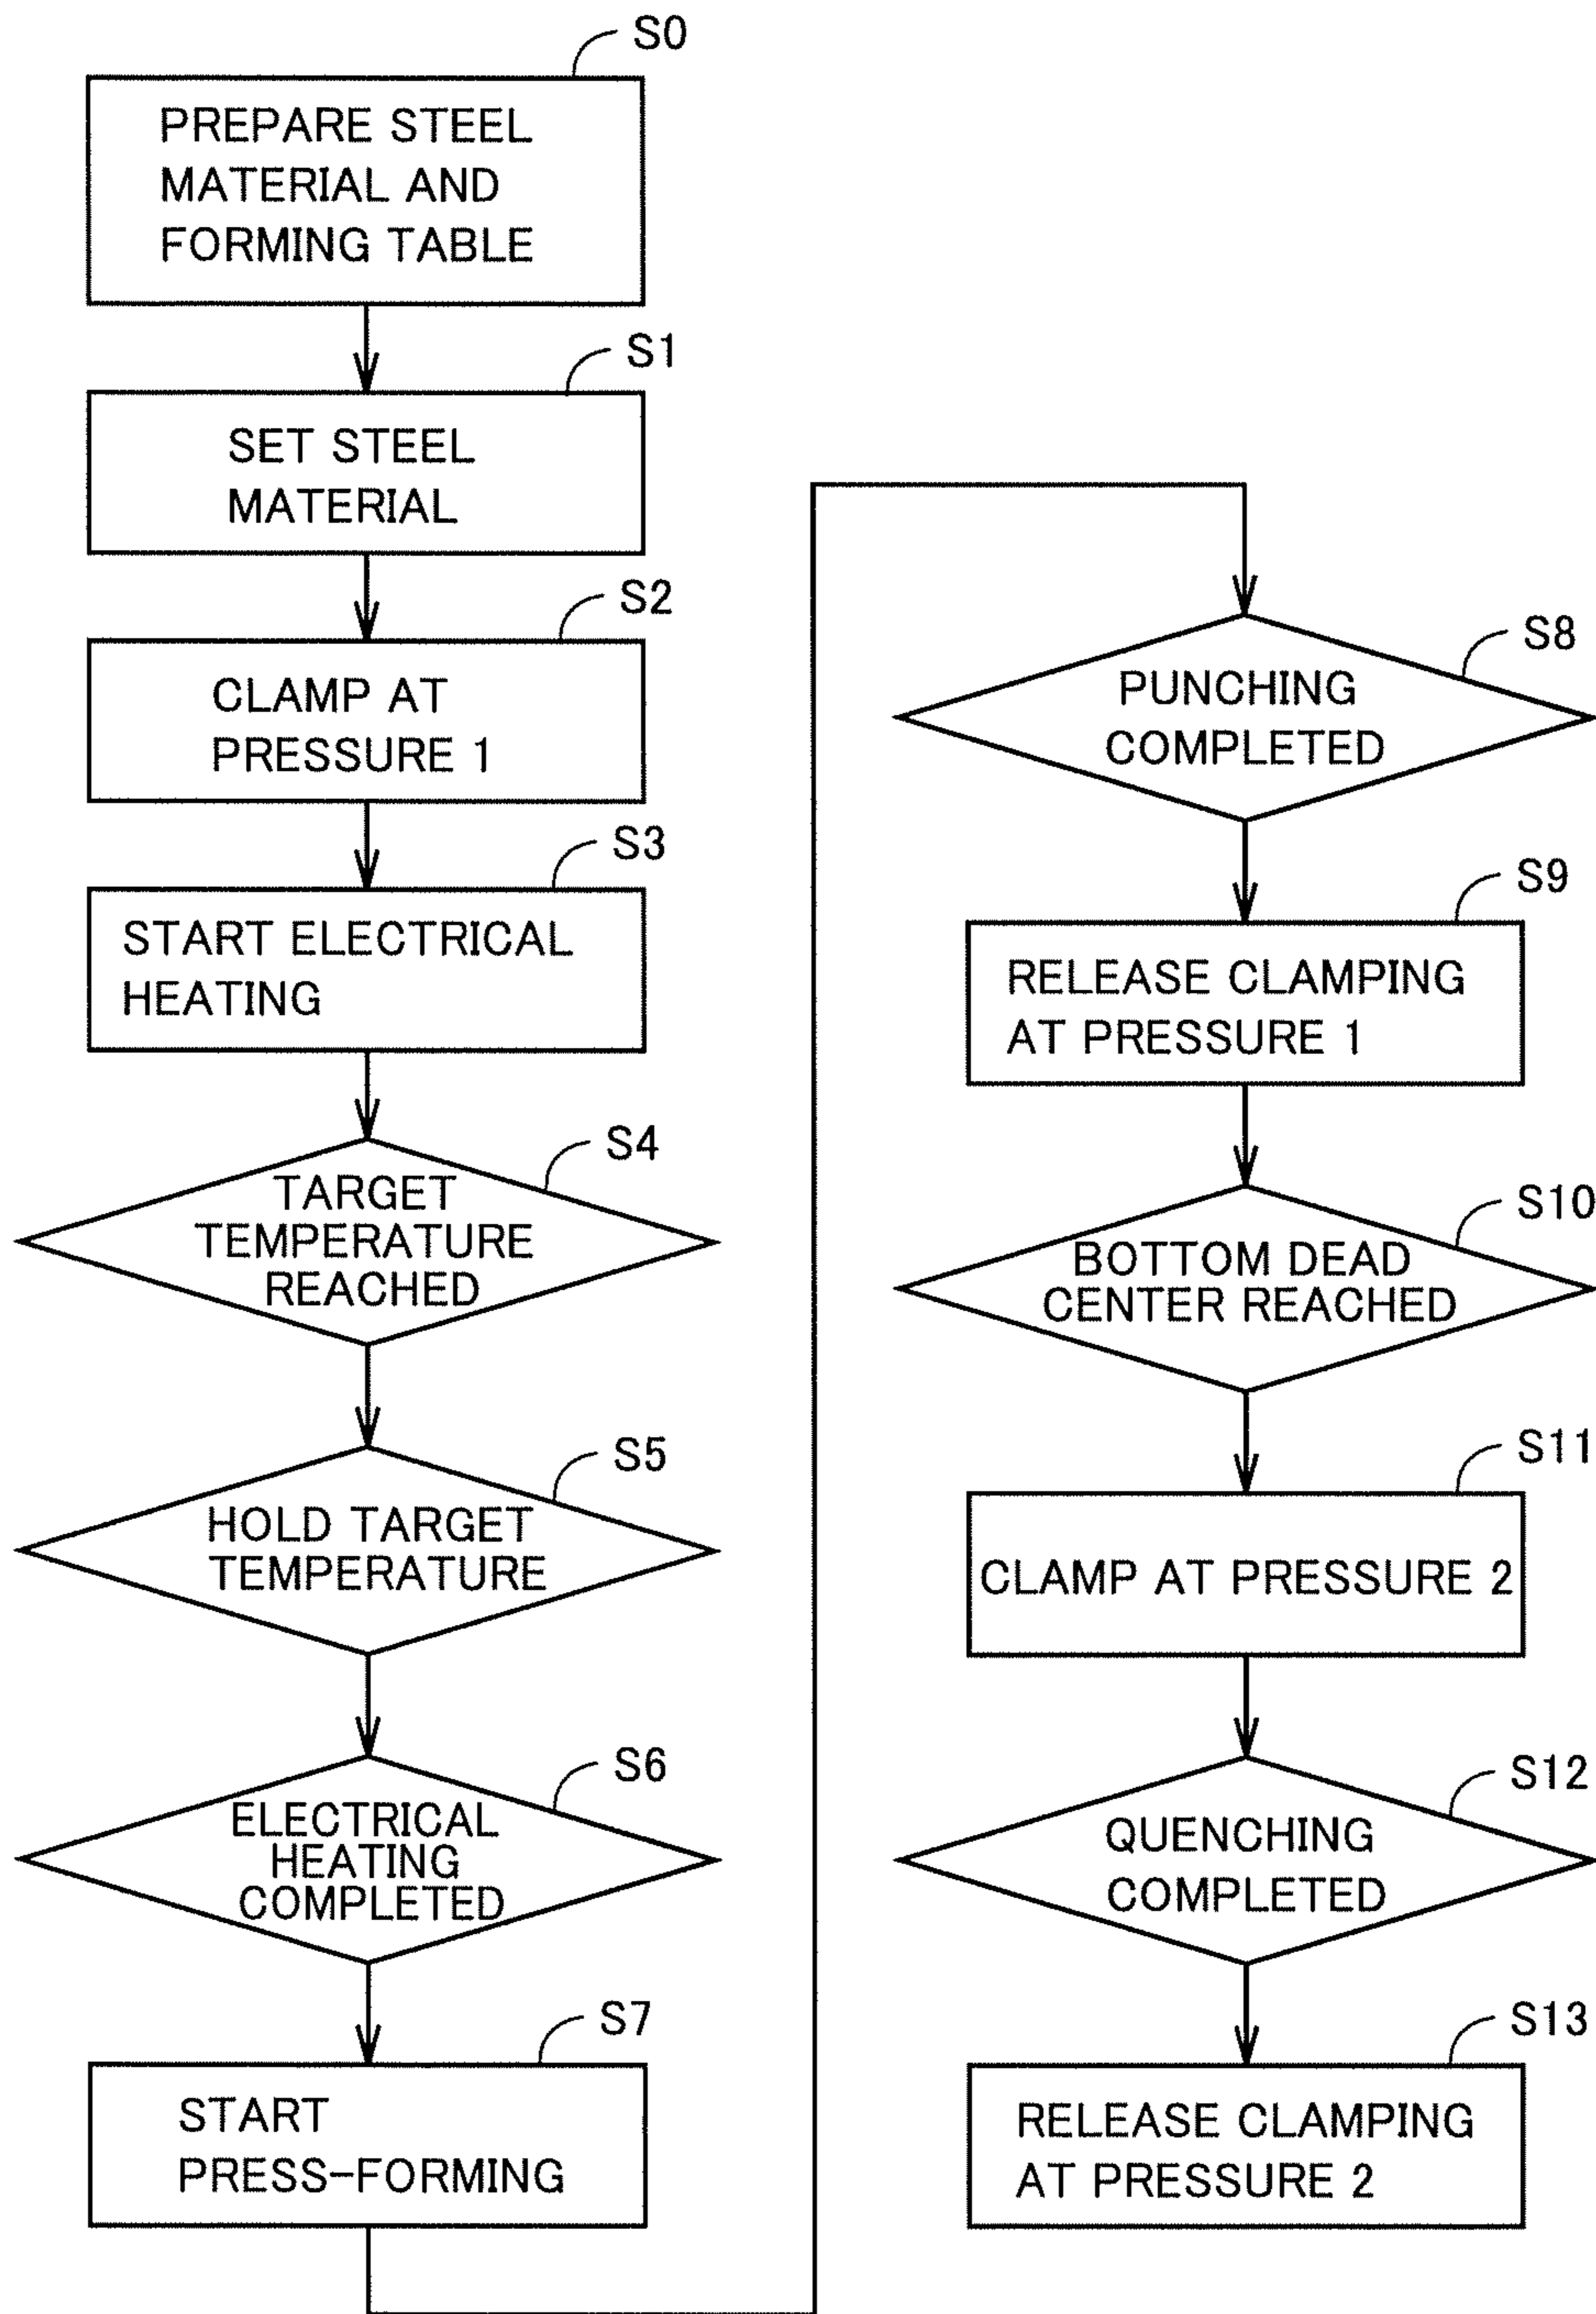 S0
PREPARE STEEL
MATERIAL AND
FORMING TABLE
S1
SET STEEL
MATERIAL
S2
CLAMP AT
PRESSURE 1
S3
START ELECTRICAL
HEATING
S4
TARGET
TEMPERATURE
REACHED
S5
HOLD TARGET
TEMPERATURE
S6
ELECTRICAL
HEATING
COMPLETED
S7
START
PRESS-FORMING
S8
PUNCHING
COMPLETED
S9
RELEASE CLAMPING
AT PRESSURE 1
S10
BOTTOM DEAD
CENTER REACHED
S11
CLAMP AT PRESSURE 2
S12
QUENCHING
COMPLETED
S13
RELEASE CLAMPING
AT PRESSURE 2